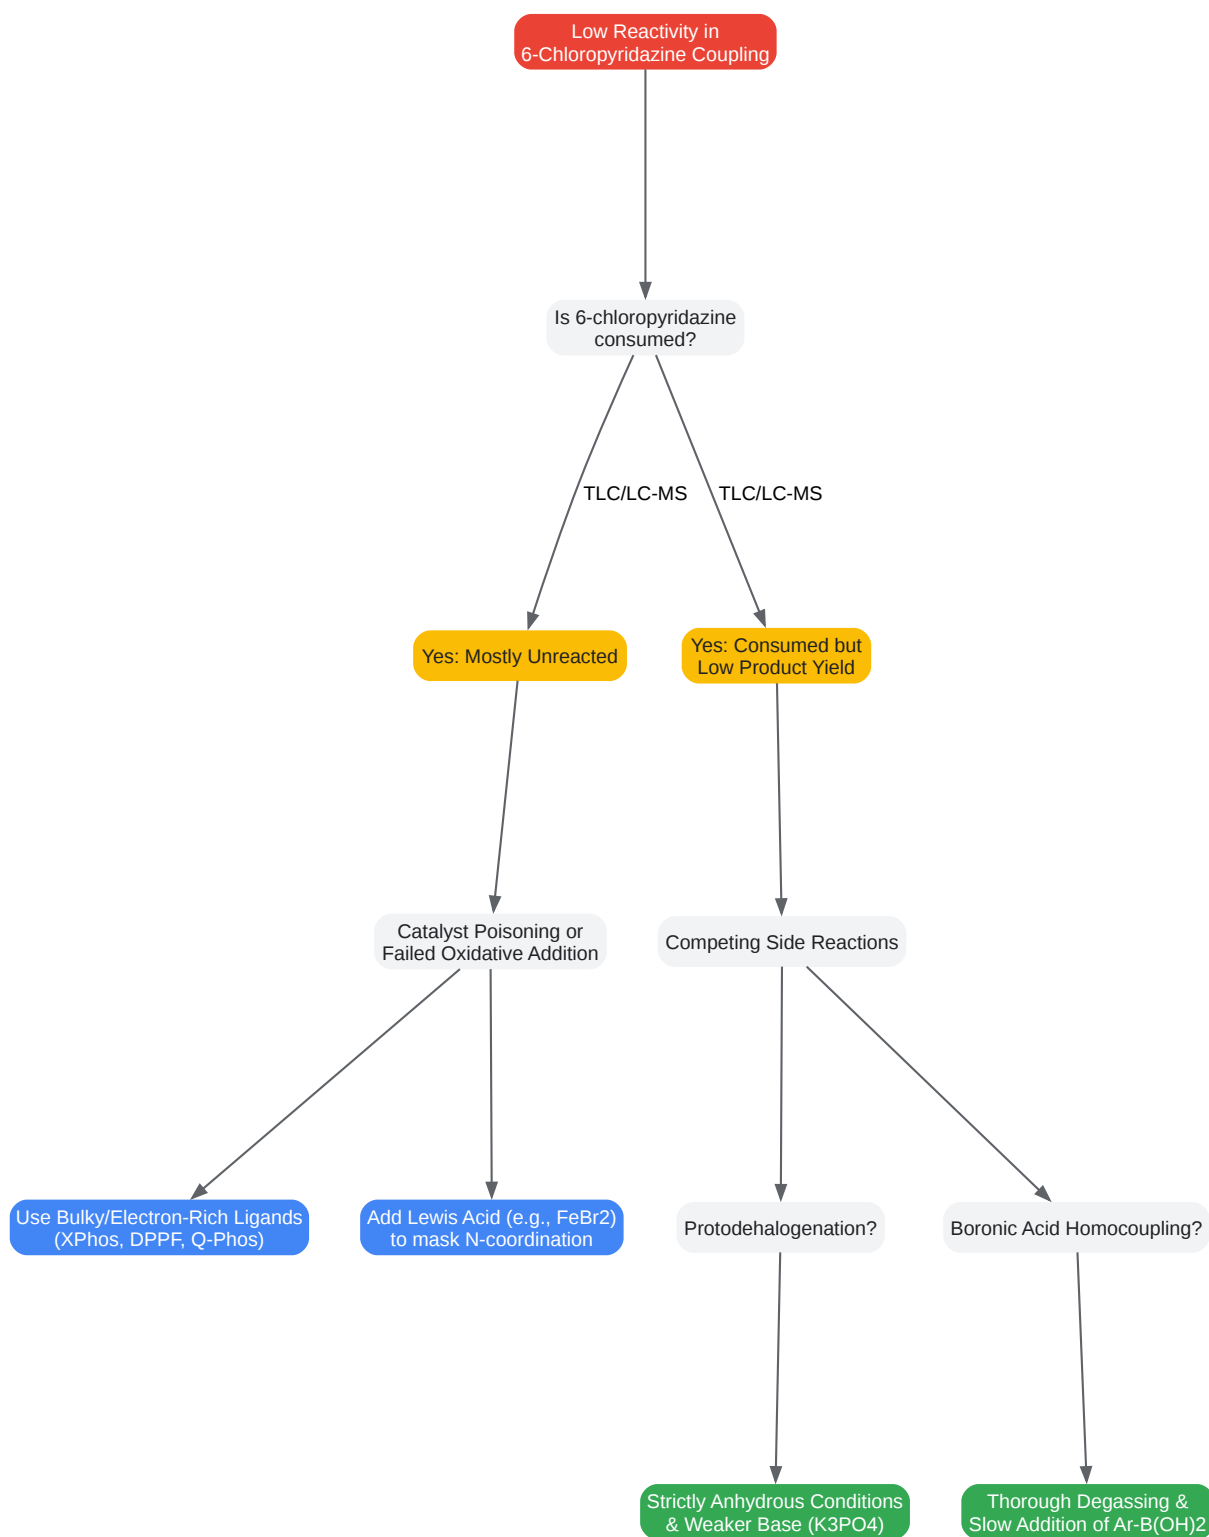 Low Reactivity in
6-Chloropyridazine Coupling
Is 6-chloropyridazine
consumed?
TLC/LC-MS
TLC/LC-MS
Yes: Mostly Unreacted
Yes: Consumed but
Low Product Yield
Catalyst Poisoning or
Failed Oxidative Addition
Competing Side Reactions
Use Bulky/Electron-Rich Ligands
(XPhos, DPPF, Q-Phos)
Add Lewis Acid (e.g., FeBr2)
to mask N-coordination
Protodehalogenation?
Boronic Acid Homocoupling?
Strictly Anhydrous Conditions
& Weaker Base (K3PO4)
Thorough Degassing &
Slow Addition of Ar-B(OH)2